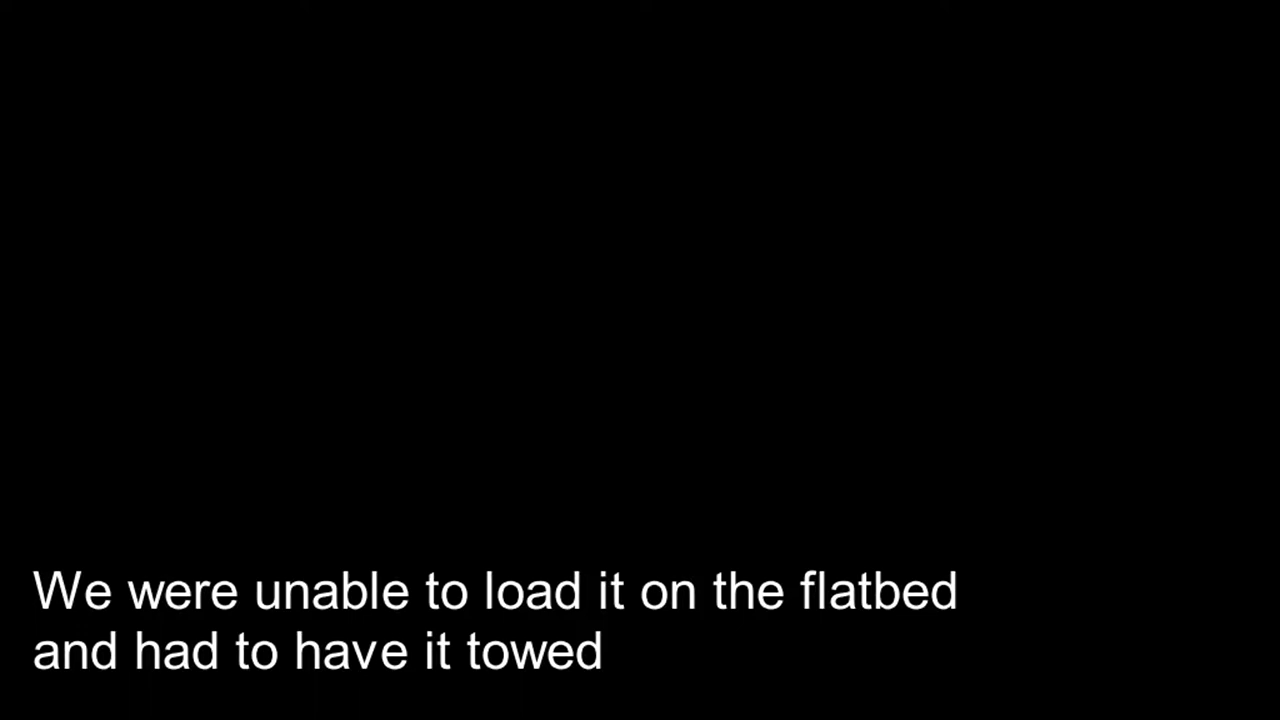 We were unable to load it on the flatbed
and had to have it towed